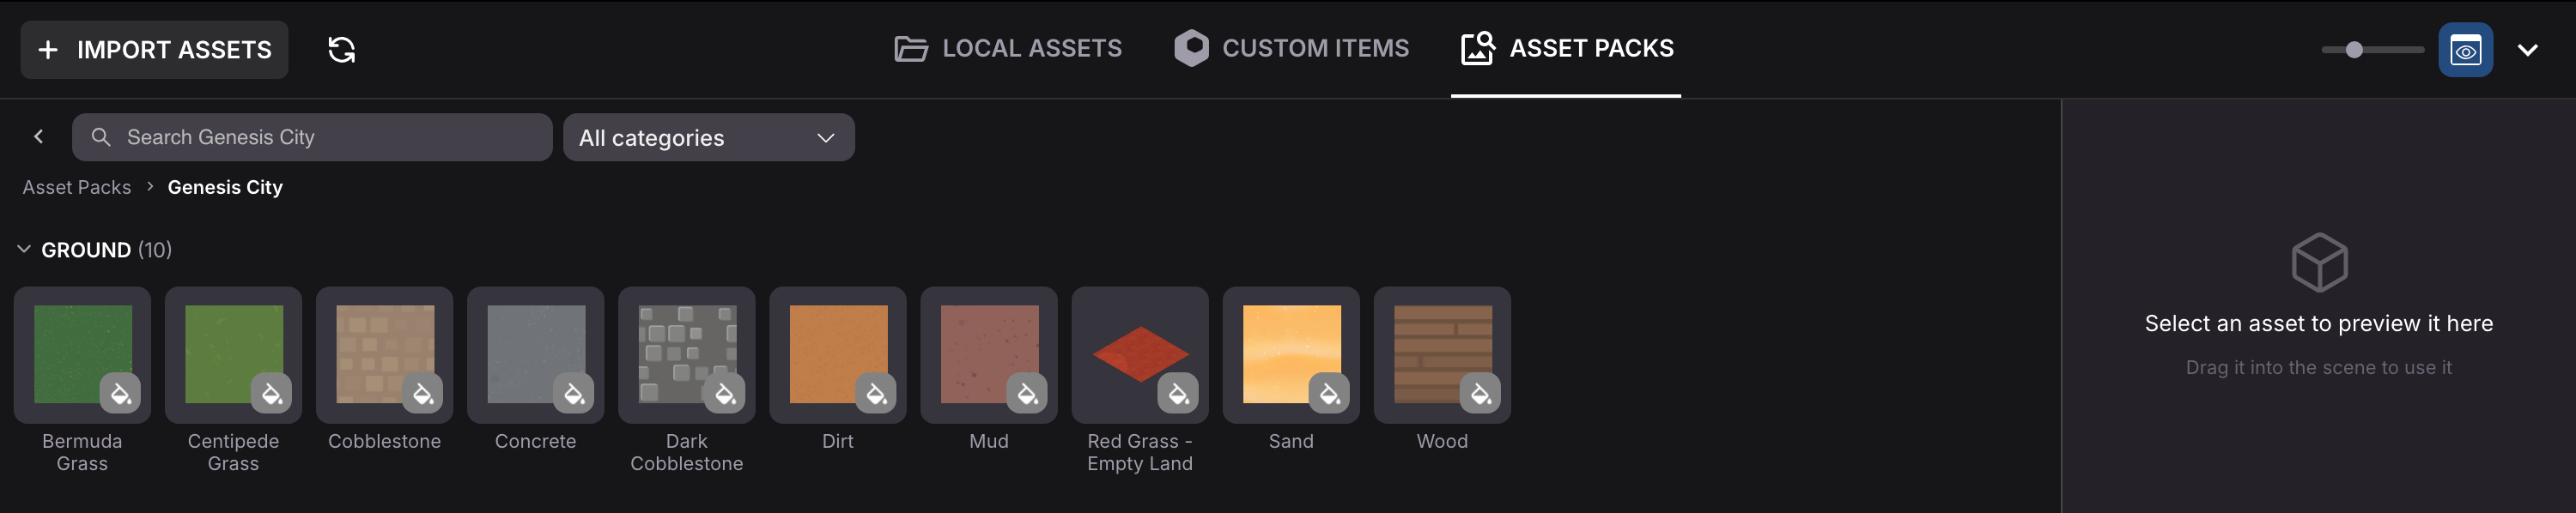 IMPORT ASSETS
LOCAL ASSETS
CUSTOM ITEMS
ASSET PACKS
Search Genesis City
All categories
Asset Packs > Genesis City
GROUND (10)
Bermuda
Grass
Centipede
Grass
Cobblestone
Concrete
Dark
Cobblestone
Dirt
Mud
Red Grass -
Empty Land
Sand
Wood
Select an asset to preview it here
Drag it into the scene to use it